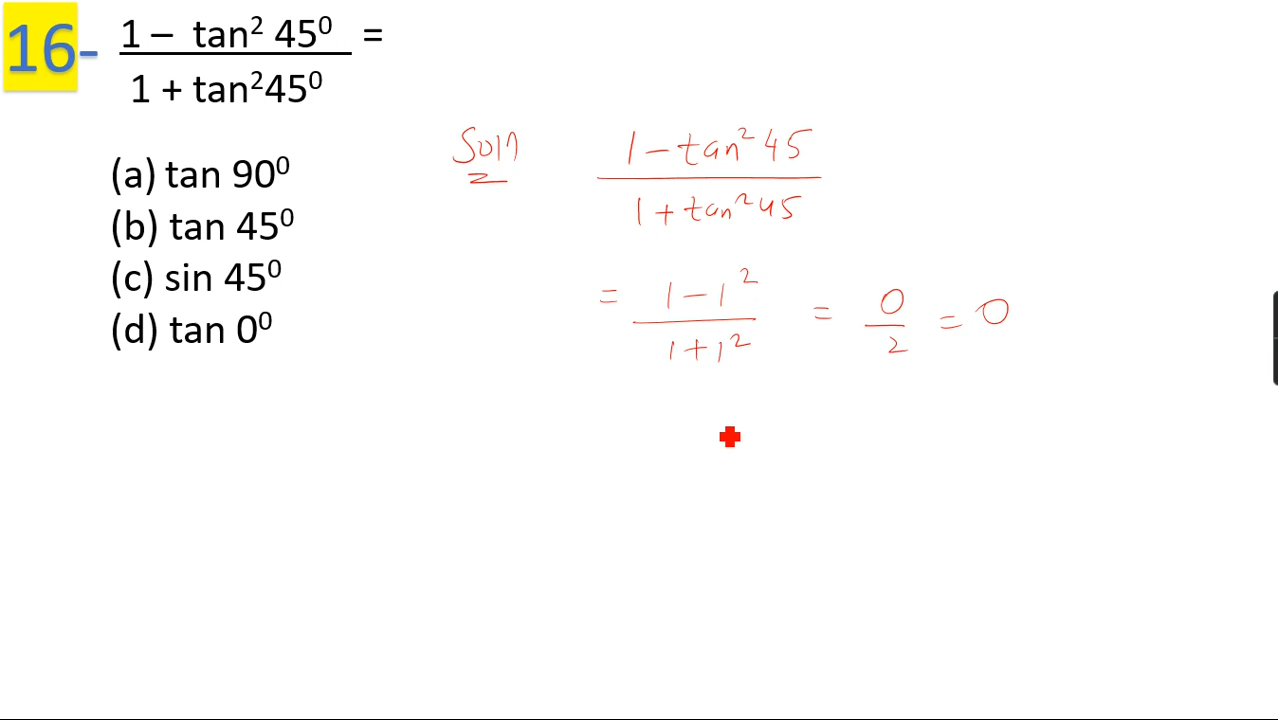 16- 1 – tan² 45⁰ =
1 + tan²45⁰
(a) tan 90⁰
(b) tan 45⁰
(c) sin 45⁰
(d) tan 0⁰
Soln
1 – tan² 45
1 + tan² 45
= 1 – 1² = 0 = 0
1 + 1² 2